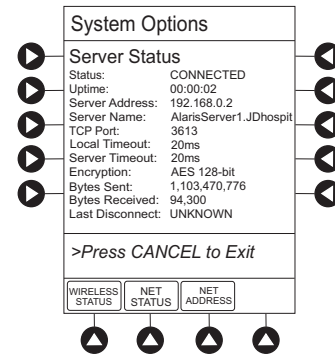 System Options
Server Status
Status: CONNECTED
Uptime: 00:00:02
Server Address: 192.168.0.2
Server Name: AlarisServer1.JDhospit
TCP Port: 3613
Local Timeout: 20ms
Server Timeout: 20ms
Encryption: AES 128-bit
Bytes Sent: 1,103,470,776
Bytes Received: 94,300
Last Disconnect: UNKNOWN
>Press CANCEL to Exit
WIRELESS STATUS
NET STATUS
NET ADDRESS